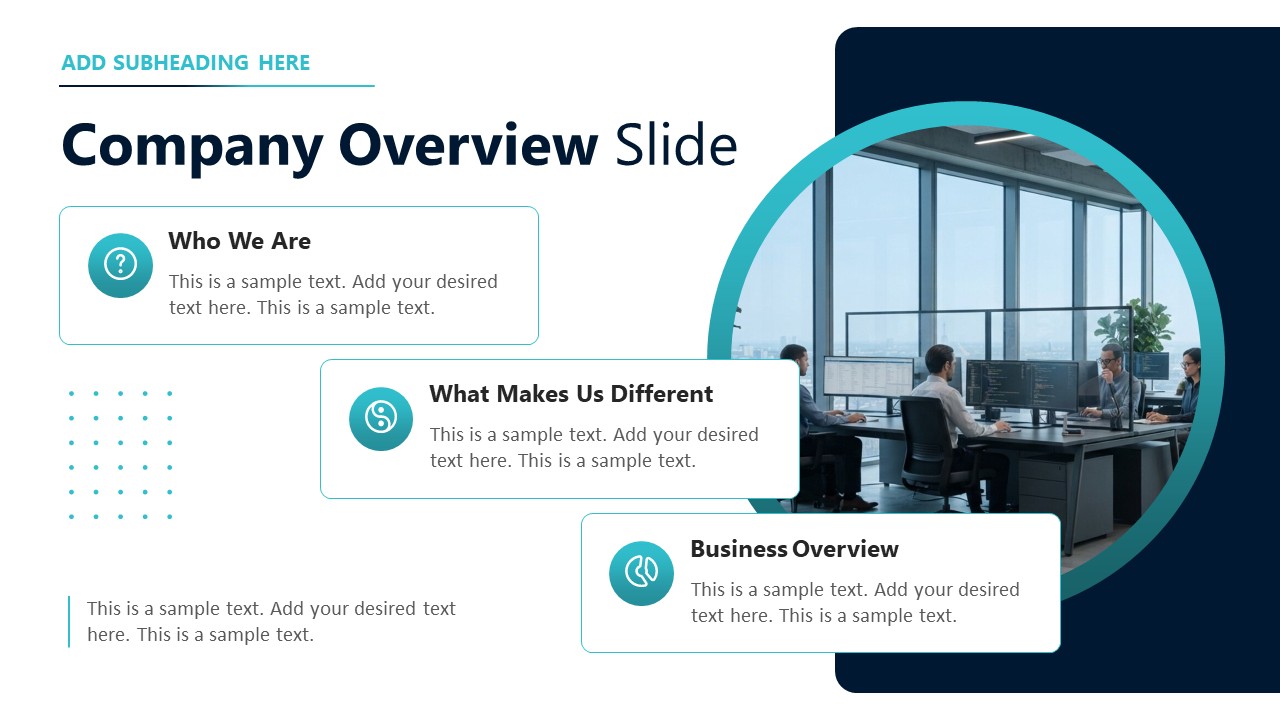 ADD SUBHEADING HERE
Company Overview Slide
Who We Are
This is a sample text. Add your desired
text here. This is a sample text.
What Makes Us Different
This is a sample text. Add your desired
text here. This is a sample text.
Business Overview
This is a sample text. Add your desired
text here. This is a sample text.
This is a sample text. Add your desired text
here. This is a sample text.